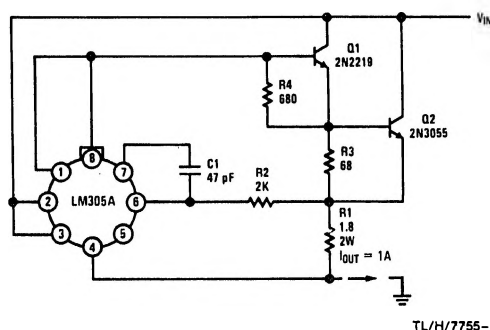 VIN
Q1
2N2219
R4
680
Q2
2N3055
8
1
7
C1
47 pF
R2
2K
R3
68
2
LM305A
6
3
5
4
R1
1.8
2W
IOUT = 1A
TL/H/7755–